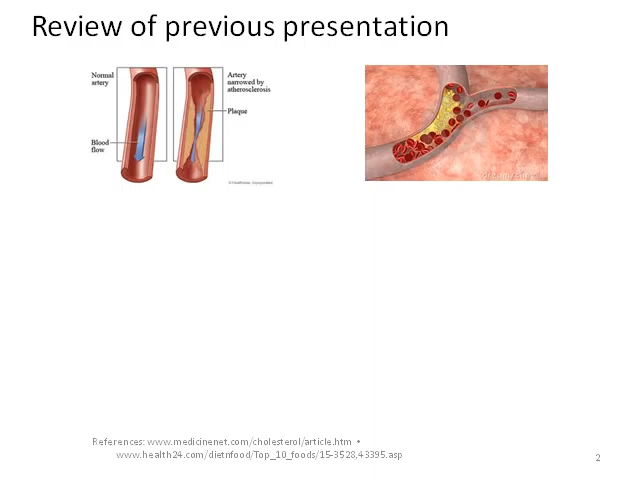 Review of previous presentation
Normal
artery
Artery
narrowed by
atherosclerosis
Plaque
Blood
flow
References: www.medicinenet.com/cholesterol/article.htm •
www.health24.com/dietnfood/Top_10_foods/15-3528,43395.asp
2